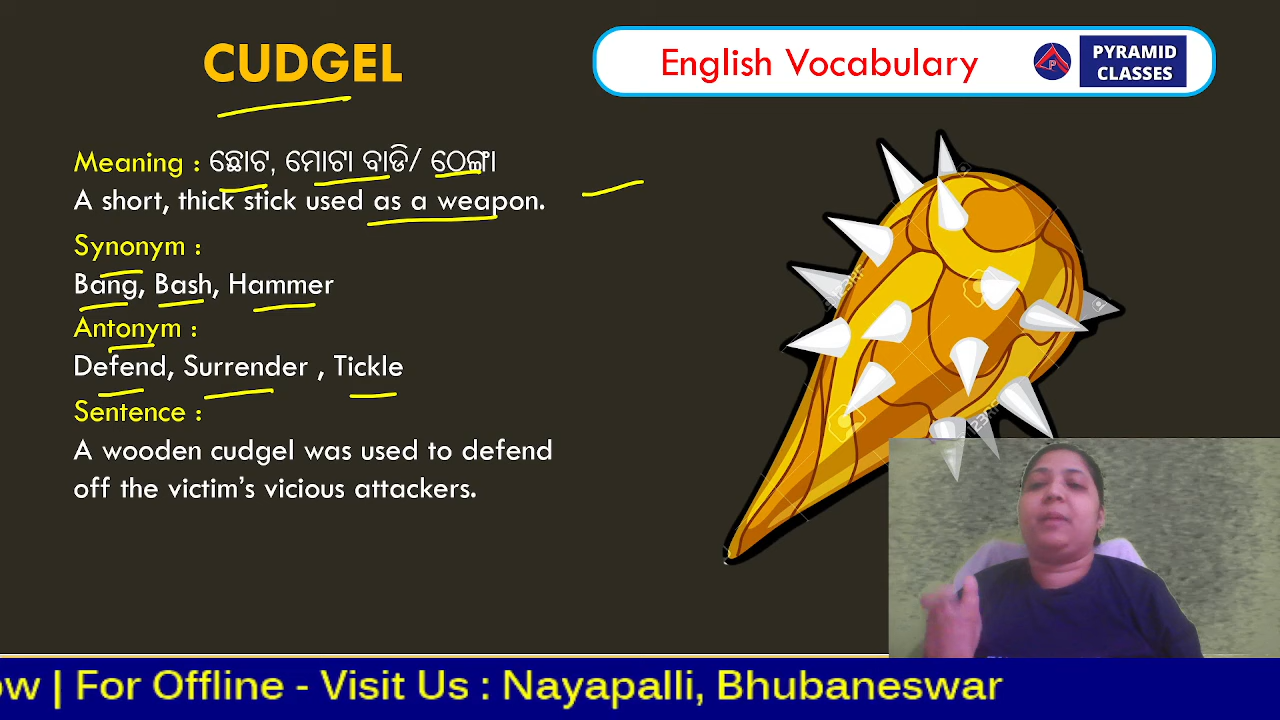 CUDGEL
English Vocabulary
PYRAMID
CLASSES
Meaning : ଛୋଟ, ମୋଟା ବାଡି/ ଠେଙ୍ଗା
A short, thick stick used as a weapon.
Synonym :
Bang, Bash, Hammer
Antonym :
Defend, Surrender , Tickle
Sentence :
A wooden cudgel was used to defend
off the victim's vicious attackers.
ow | For Offline - Visit Us : Nayapalli, Bhubaneswar